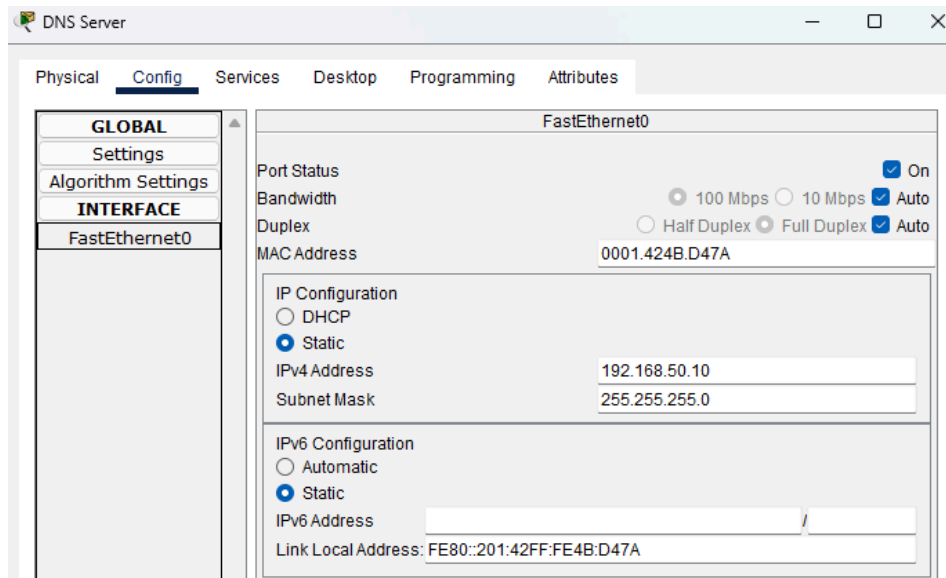 DNS Server
Physical Config Services Desktop Programming Attributes
GLOBAL
Settings
Algorithm Settings
INTERFACE
FastEthernet0
FastEthernet0
Port Status On
Bandwidth 100 Mbps 10 Mbps Auto
Duplex Half Duplex Full Duplex Auto
MAC Address 0001.424B.D47A
IP Configuration
DHCP
Static
IPv4 Address 192.168.50.10
Subnet Mask 255.255.255.0
IPv6 Configuration
Automatic
Static
IPv6 Address /
Link Local Address: FE80::201:42FF:FE4B:D47A